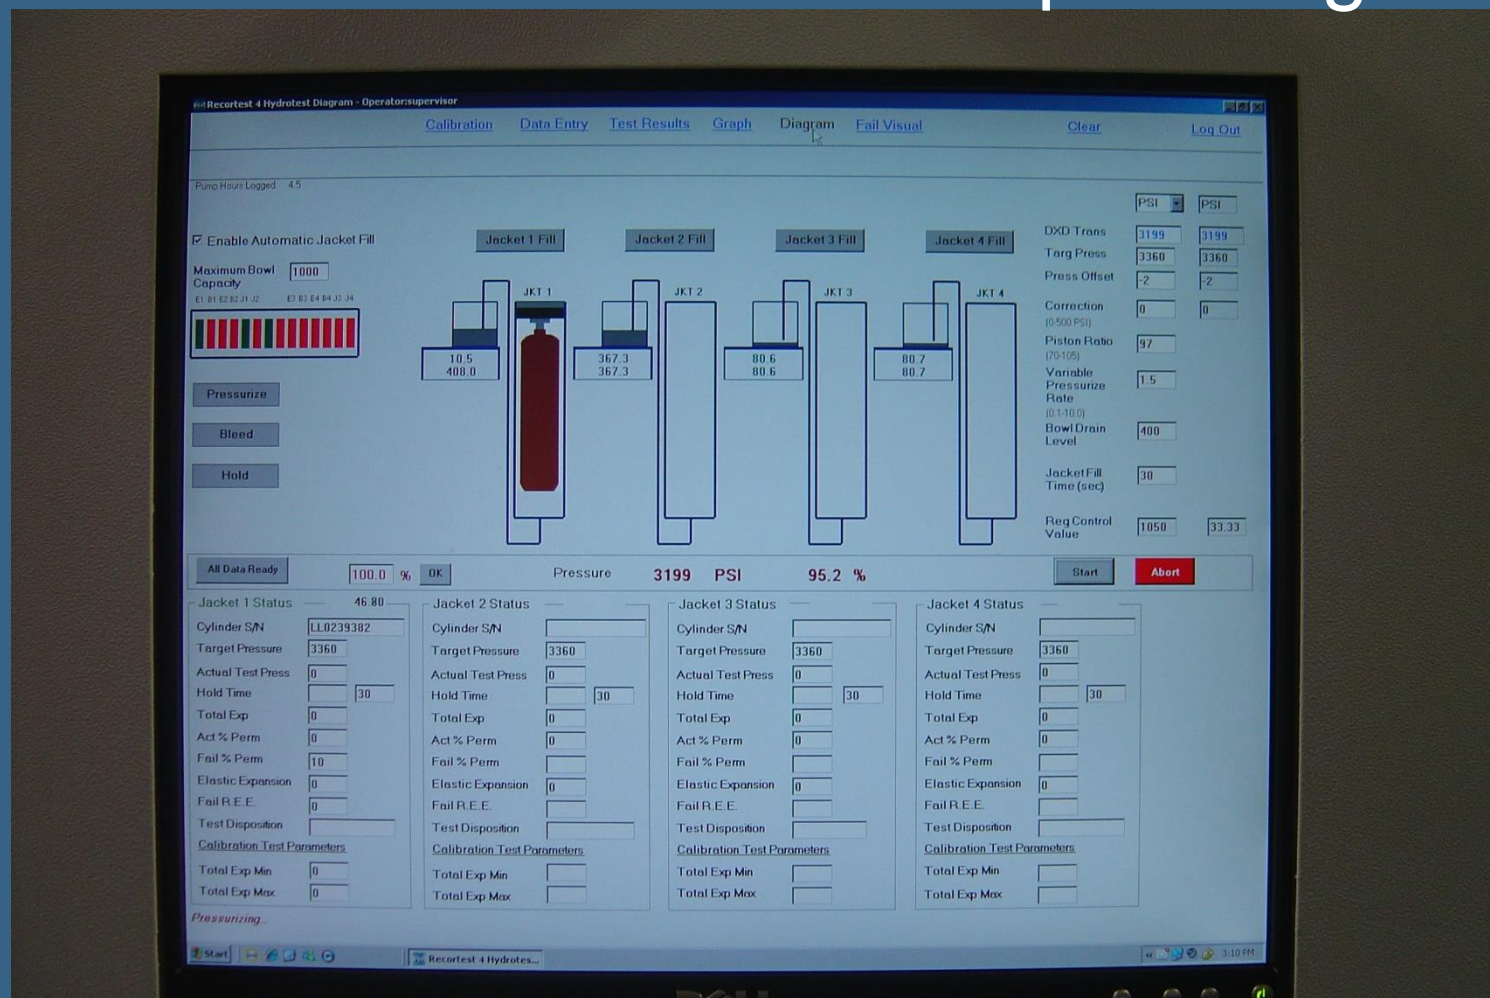 Recortest 4 Hydrotest Diagram - Operator:supervisor
Calibration Data Entry Test Results Graph Diagram Fail Visual Clear Log Out
Pump Hours Logged: 4.5
PSI PSI
Enable Automatic Jacket Fill Jacket 1 Fill Jacket 2 Fill Jacket 3 Fill Jacket 4 Fill
DXD Trans 3199 3199
Targ Press 3360 3360
Press Offset -2 -2
Maximum Bowl Capacity 1000
E1 B1 E2 B2 J1 J2 E3 B3 E4 B4 J3 J4
JKT 1 JKT 2 JKT 3 JKT 4
Correction 0 0
(0-500 PSI)
Piston Ratio 97
(70-105)
10.5 367.3 80.6 80.7
408.0 367.3 80.6 80.7
Variable Pressurize Rate 1.5
(0.1-10.0)
Pressurize
Bleed
Hold
Bowl Drain Level 400
Jacket Fill Time (sec) 30
Reg Control Value 1050 33.33
All Data Ready 100.0 % OK Pressure 3199 PSI 95.2 % Start Abort
Jacket 1 Status 46.80
Cylinder S/N LL0239382
Target Pressure 3360
Actual Test Press 0
Hold Time 30
Total Exp 0
Act % Perm 0
Fail % Perm 10
Elastic Expansion 0
Fail R.E.E. 0
Test Disposition
Calibration Test Parameters
Total Exp Min 0
Total Exp Max 0
Jacket 2 Status
Cylinder S/N
Target Pressure 3360
Actual Test Press 0
Hold Time 30
Total Exp 0
Act % Perm 0
Fail % Perm
Elastic Expansion 0
Fail R.E.E.
Test Disposition
Calibration Test Parameters
Total Exp Min
Total Exp Max
Jacket 3 Status
Cylinder S/N
Target Pressure 3360
Actual Test Press 0
Hold Time 30
Total Exp 0
Act % Perm 0
Fail % Perm
Elastic Expansion 0
Fail R.E.E.
Test Disposition
Calibration Test Parameters
Total Exp Min
Total Exp Max
Jacket 4 Status
Cylinder S/N
Target Pressure 3360
Actual Test Press 0
Hold Time 30
Total Exp 0
Act % Perm 0
Fail % Perm
Elastic Expansion 0
Fail R.E.E.
Test Disposition
Calibration Test Parameters
Total Exp Min
Total Exp Max
Pressurizing..
Start Recortest 4 Hydrotes... 3:10 PM